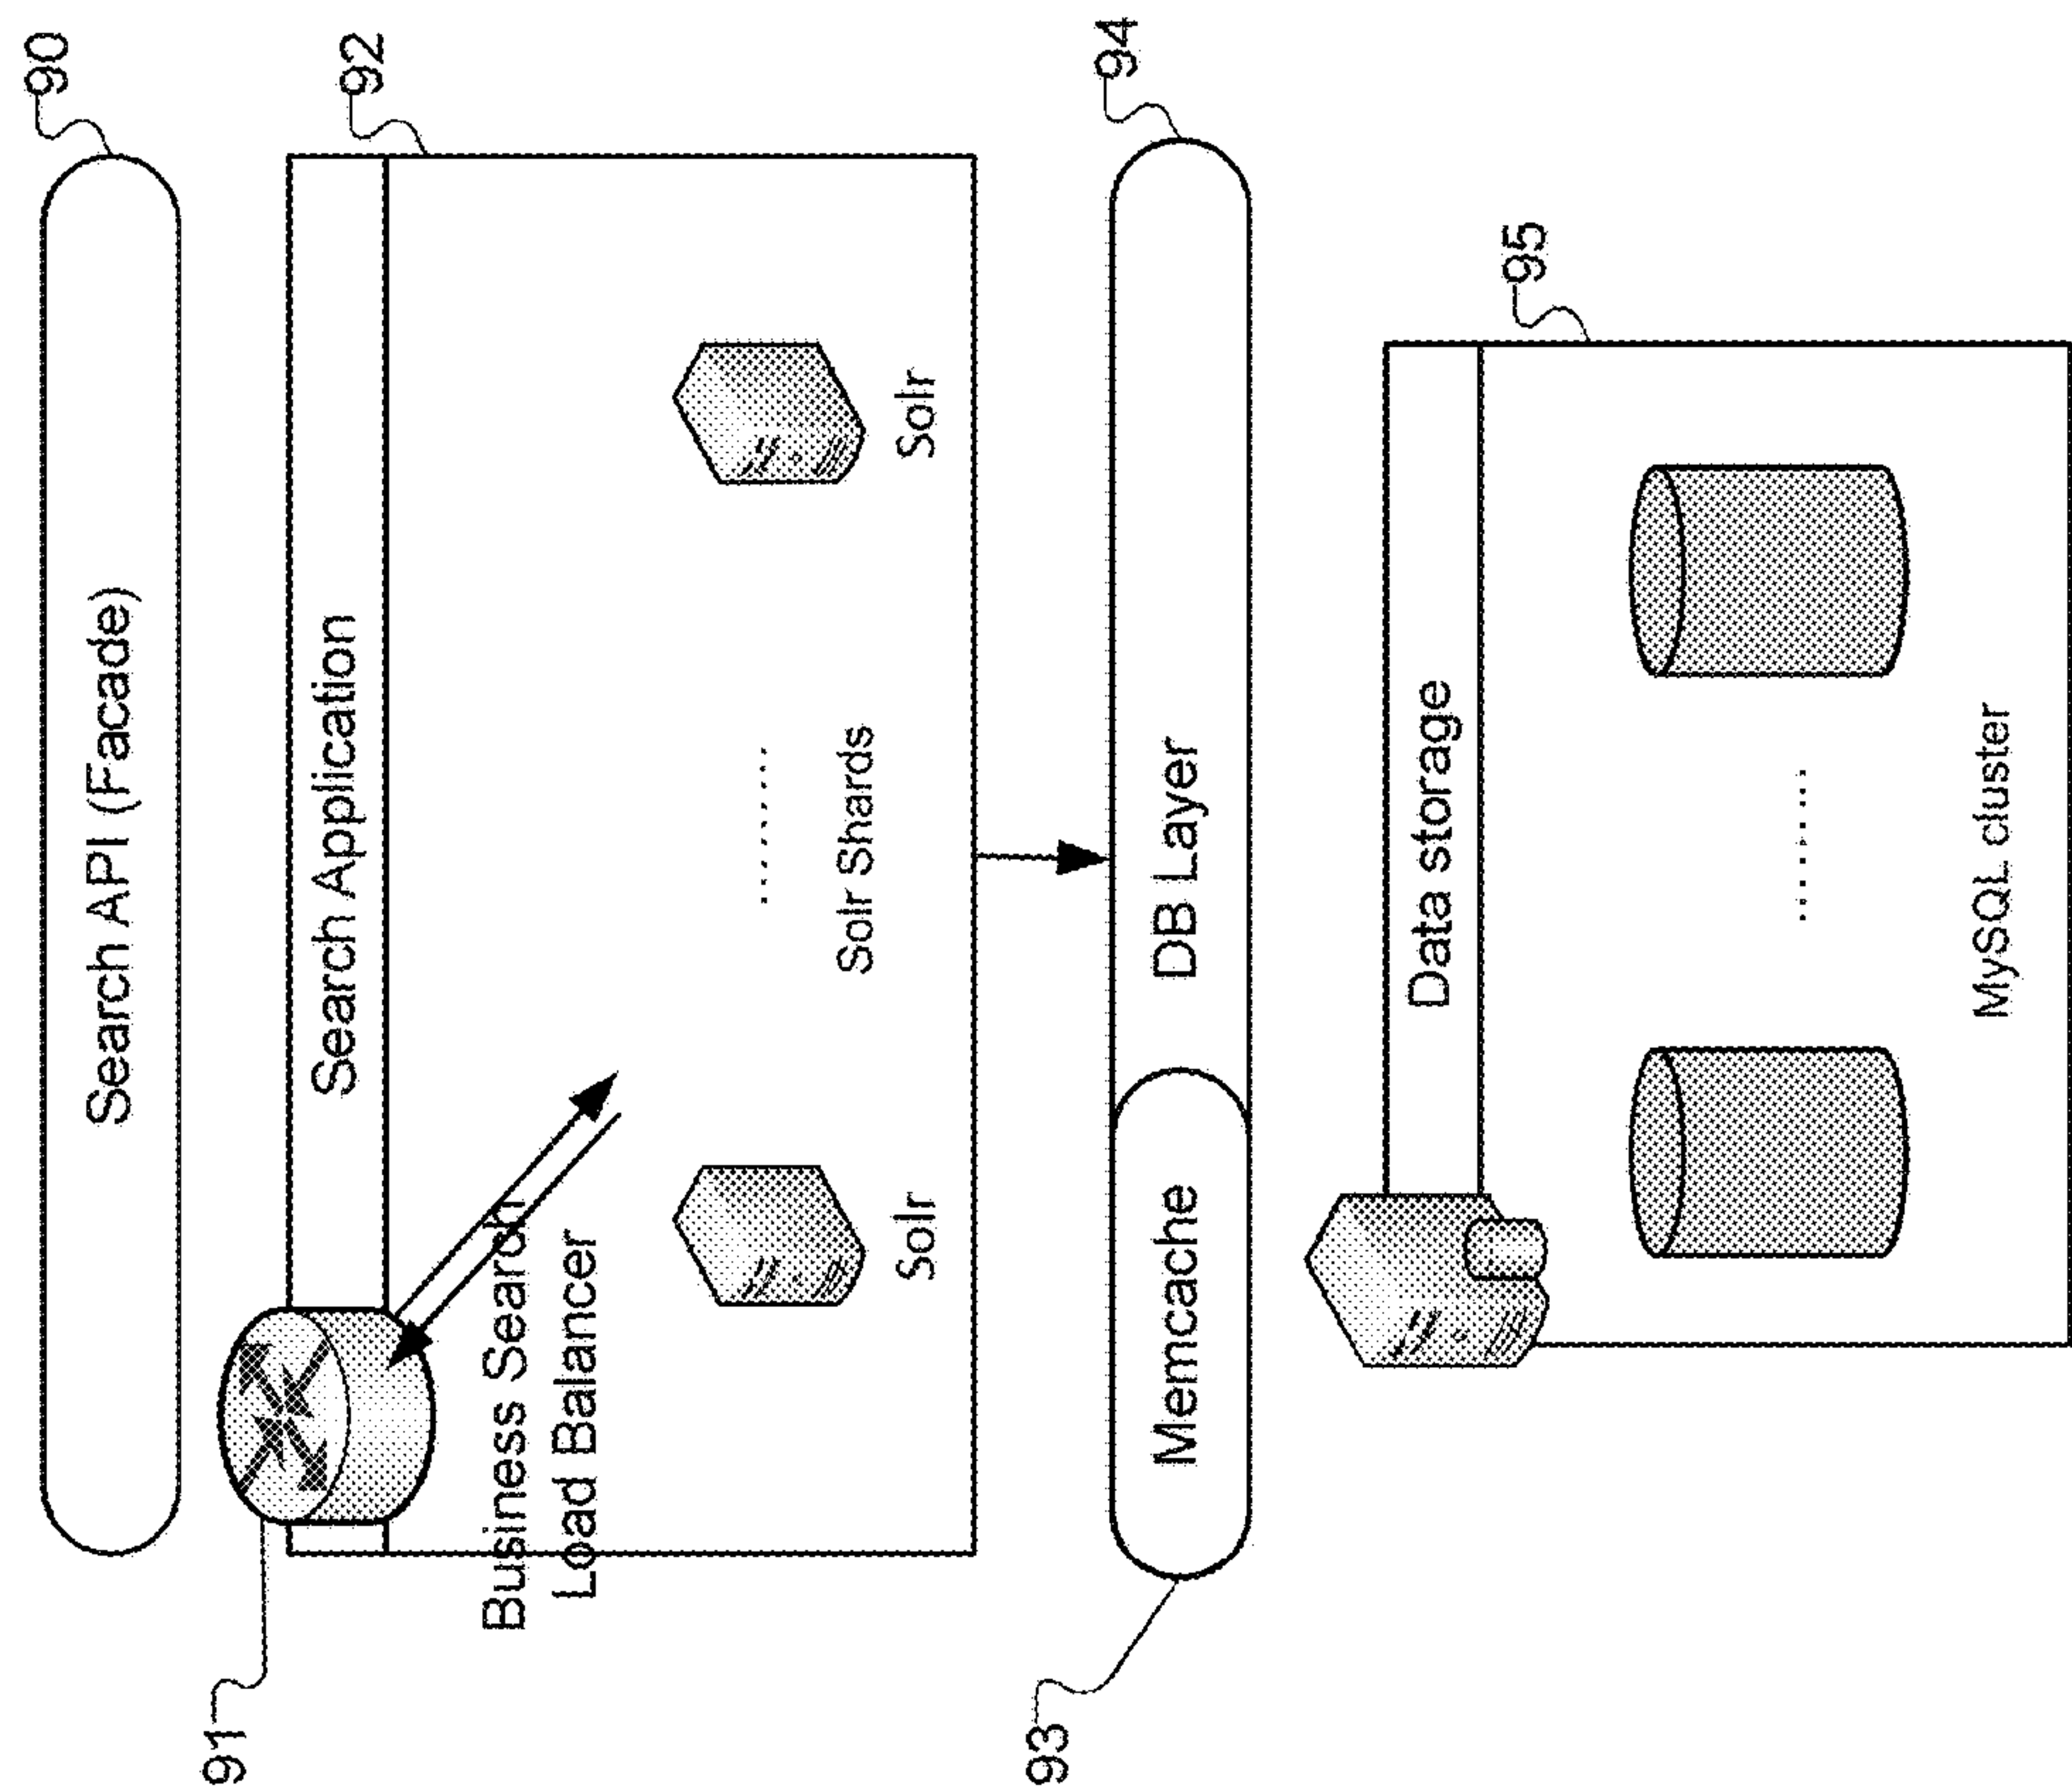 90
Search API (Facade)
91
92
Search Application
Business Search
Load Balancer
Solr
Solr Shards
Solr
93
94
Memcache
DB Layer
95
Data storage
MySQL cluster